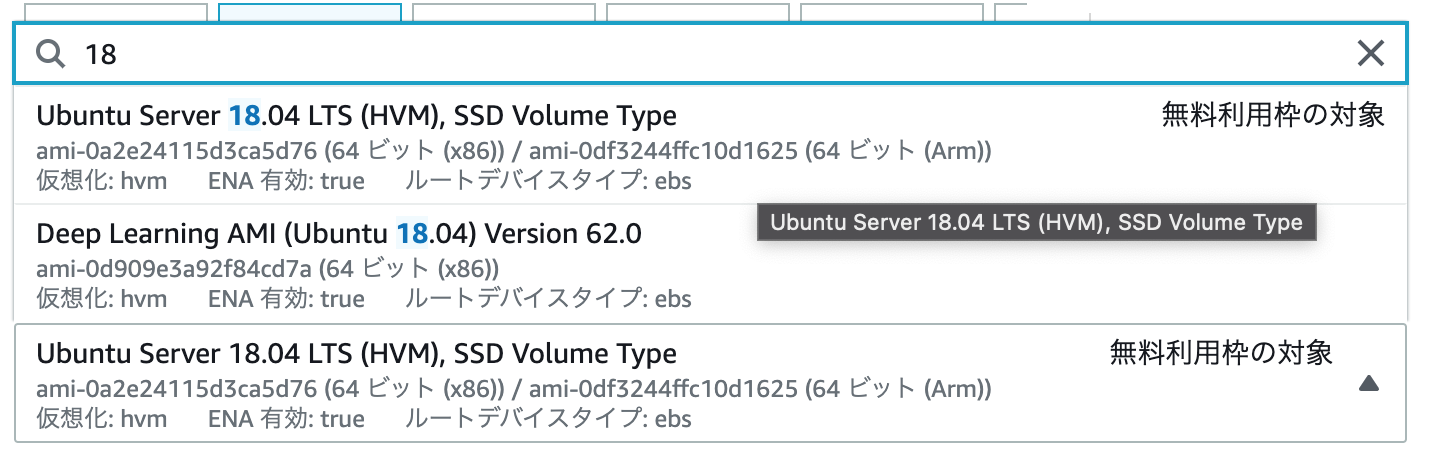 18
Ubuntu Server 18.04 LTS (HVM), SSD Volume Type 無料利用枠の対象
ami-0a2e24115d3ca5d76 (64 ビット (x86)) / ami-0df3244ffc10d1625 (64 ビット (Arm))
仮想化: hvm ENA 有効: true ルートデバイスタイプ: ebs
Ubuntu Server 18.04 LTS (HVM), SSD Volume Type
Deep Learning AMI (Ubuntu 18.04) Version 62.0
ami-0d909e3a92f84cd7a (64 ビット (x86))
仮想化: hvm ENA 有効: true ルートデバイスタイプ: ebs
Ubuntu Server 18.04 LTS (HVM), SSD Volume Type 無料利用枠の対象
ami-0a2e24115d3ca5d76 (64 ビット (x86)) / ami-0df3244ffc10d1625 (64 ビット (Arm))
仮想化: hvm ENA 有効: true ルートデバイスタイプ: ebs